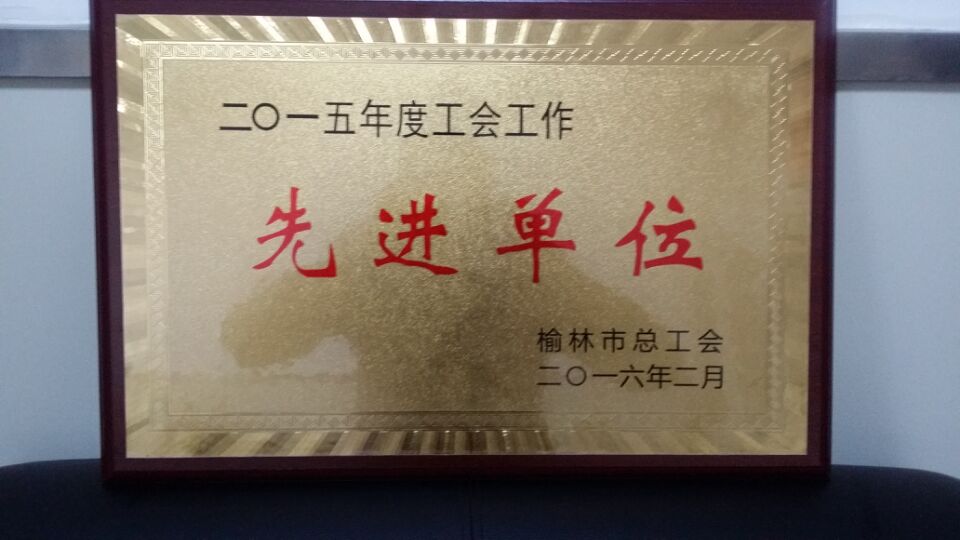 二〇一五年度工会工作
先进单位
榆林市总工会
二〇一六年二月